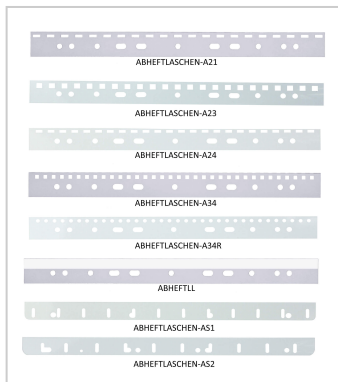 ABHEFTLASCHEN-A21
ABHEFTLASCHEN-A23
ABHEFTLASCHEN-A24
ABHEFTLASCHEN-A34
ABHEFTLASCHEN-A34R
ABHEFTLL
ABHEFTLASCHEN-AS1
ABHEFTLASCHEN-AS2